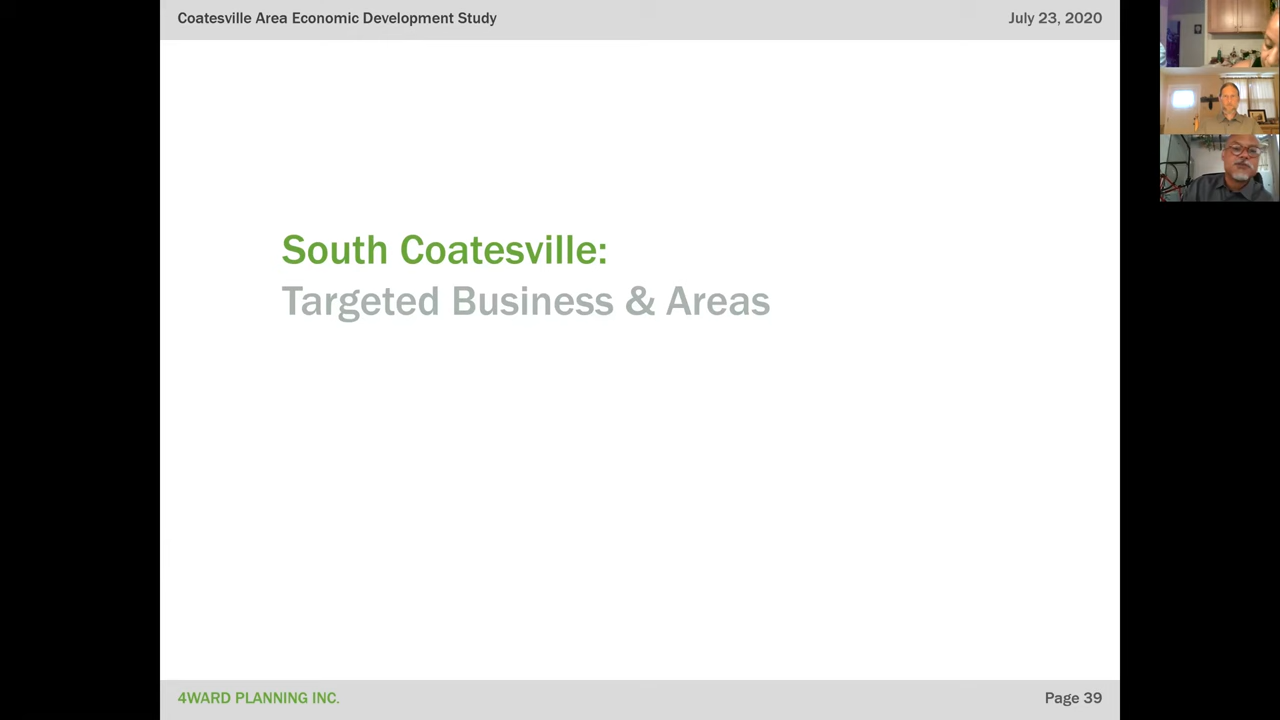 Coatesville Area Economic Development Study
July 23, 2020
South Coatesville:
Targeted Business & Areas
4WARD PLANNING INC.
Page 39